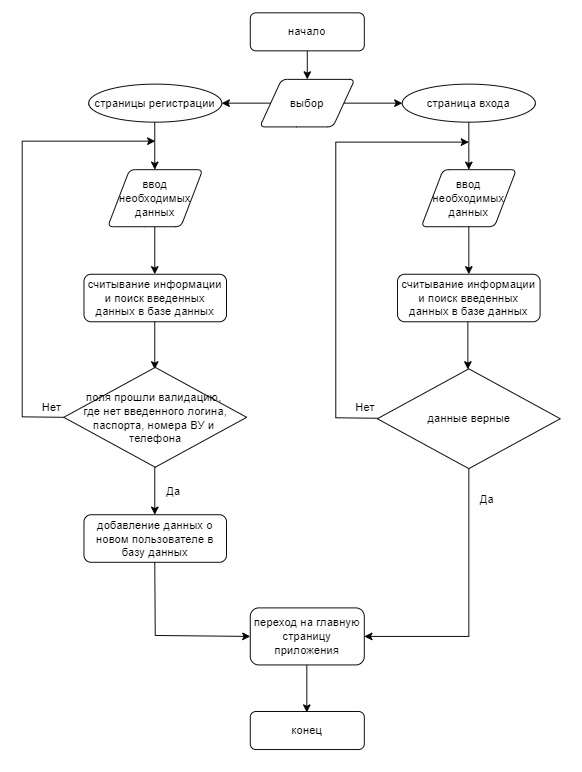 начало
выбор
страницы регистрации
страница входа
ввод
необходимых
данных
ввод
необходимых
данных
считывание информации
и поиск введенных
данных в базе данных
считывание информации
и поиск введенных
данных в базе данных
Нет
поля прошли валидацию,
где нет введенного логина,
паспорта, номера ВУ и
телефона
Нет
данные верные
Да
Да
добавление данных о
новом пользователе в
базу данных
переход на главную
страницу
приложения
конец